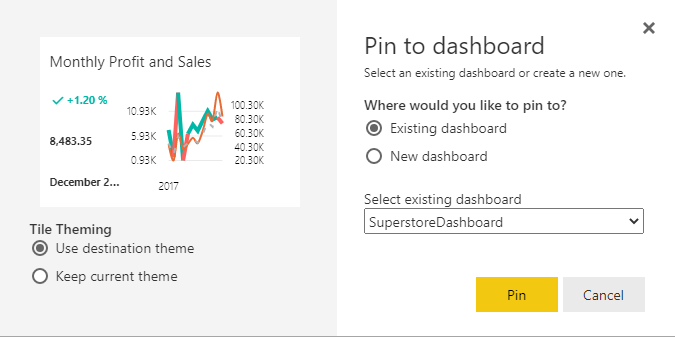 Monthly Profit and Sales
+1.20 %
8,483.35
December 2...
10.93K
5.93K
0.93K
100.30K
80.30K
60.30K
40.30K
20.30K
2017
Tile Theming
Use destination theme
Keep current theme
Pin to dashboard
Select an existing dashboard or create a new one.
Where would you like to pin to?
Existing dashboard
New dashboard
Select existing dashboard
SuperstoreDashboard
Pin
Cancel